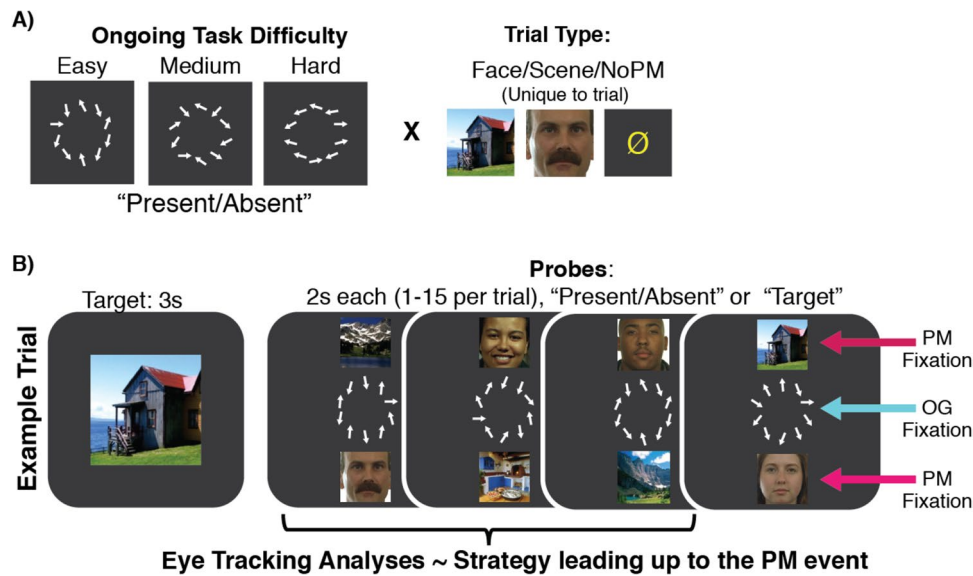 A)
Ongoing Task Difficulty
Easy Medium Hard
"Present/Absent"
X
Trial Type:
Face/Scene/NoPM
(Unique to trial)
Ø
B)
Example Trial
Target: 3s
Probes:
2s each (1-15 per trial), "Present/Absent" or "Target"
PM
Fixation
OG
Fixation
PM
Fixation
Eye Tracking Analyses ~ Strategy leading up to the PM event